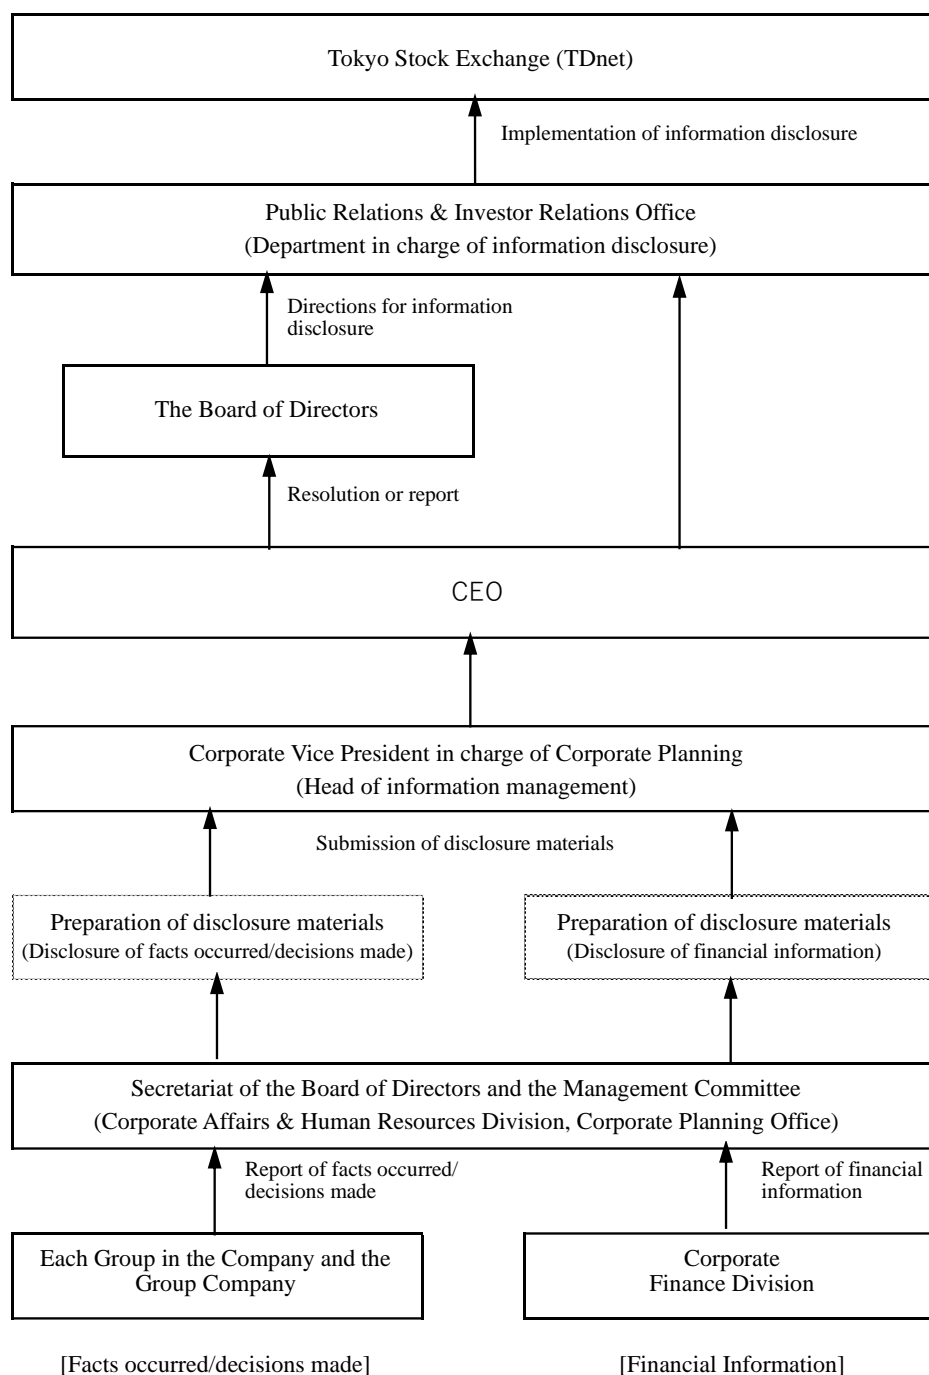 Tokyo Stock Exchange (TDnet)
Implementation of information disclosure
Public Relations & Investor Relations Office
(Department in charge of information disclosure)
Directions for information
disclosure
The Board of Directors
Resolution or report
CEO
Corporate Vice President in charge of Corporate Planning
(Head of information management)
Submission of disclosure materials
Preparation of disclosure materials
(Disclosure of facts occurred/decisions made)
Preparation of disclosure materials
(Disclosure of financial information)
Secretariat of the Board of Directors and the Management Committee
(Corporate Affairs & Human Resources Division, Corporate Planning Office)
Report of facts occurred/
decisions made
Report of financial
information
Each Group in the Company and the
Group Company
Corporate
Finance Division
[Facts occurred/decisions made]
[Financial Information]